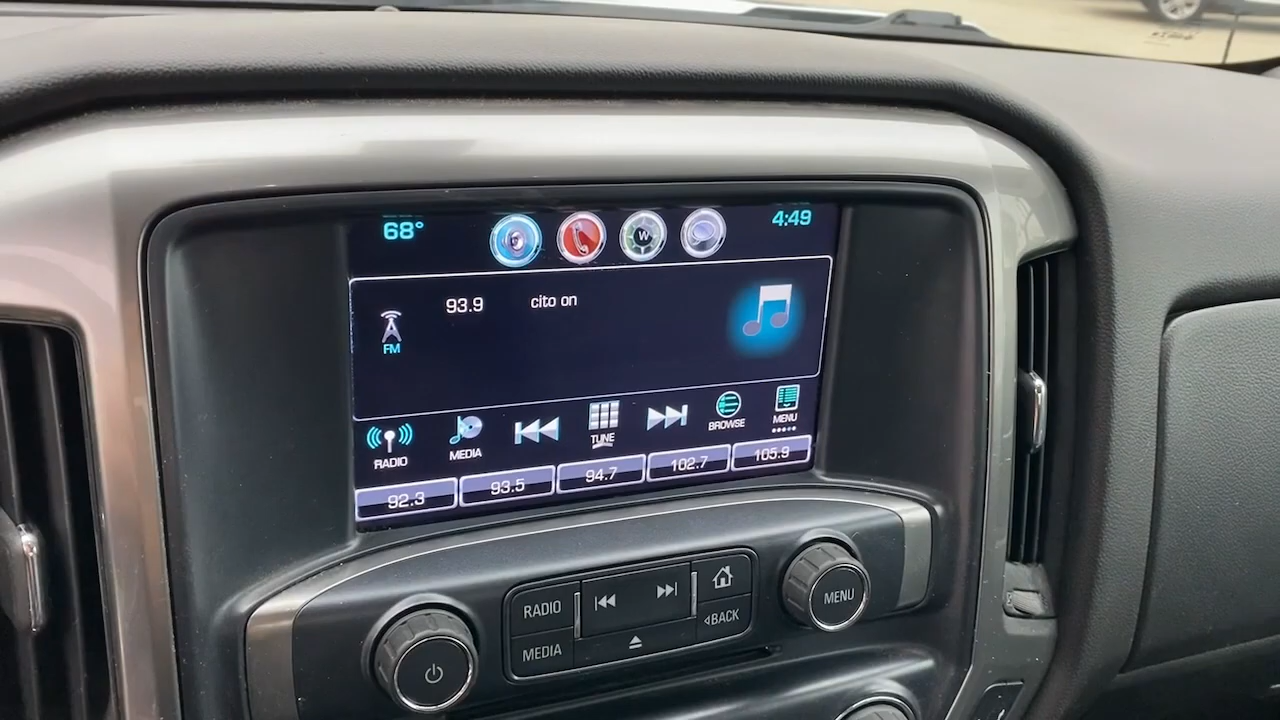 68°
W
4:49
93.9 cito on
FM
RADIO
MEDIA
TUNE
BROWSE
MENU
92.3
93.5
94.7
102.7
105.9
RADIO
MEDIA
BACK
MENU